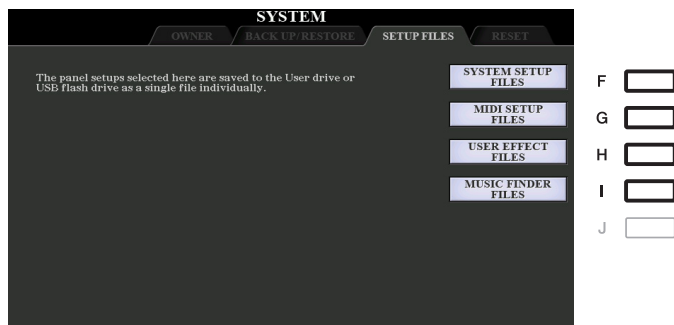 SYSTEM
OWNER BACK UP/RESTORE SETUP FILES RESET
The panel setups selected here are saved to the User drive or
USB flash drive as a single file individually.
SYSTEM SETUP
FILES
F
MIDI SETUP
FILES
G
USER EFFECT
FILES
H
MUSIC FINDER
FILES
I
J